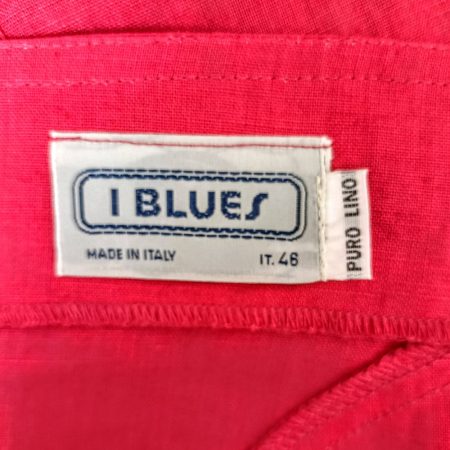 I BLUES
MADE IN ITALY IT. 46
PURO LINO